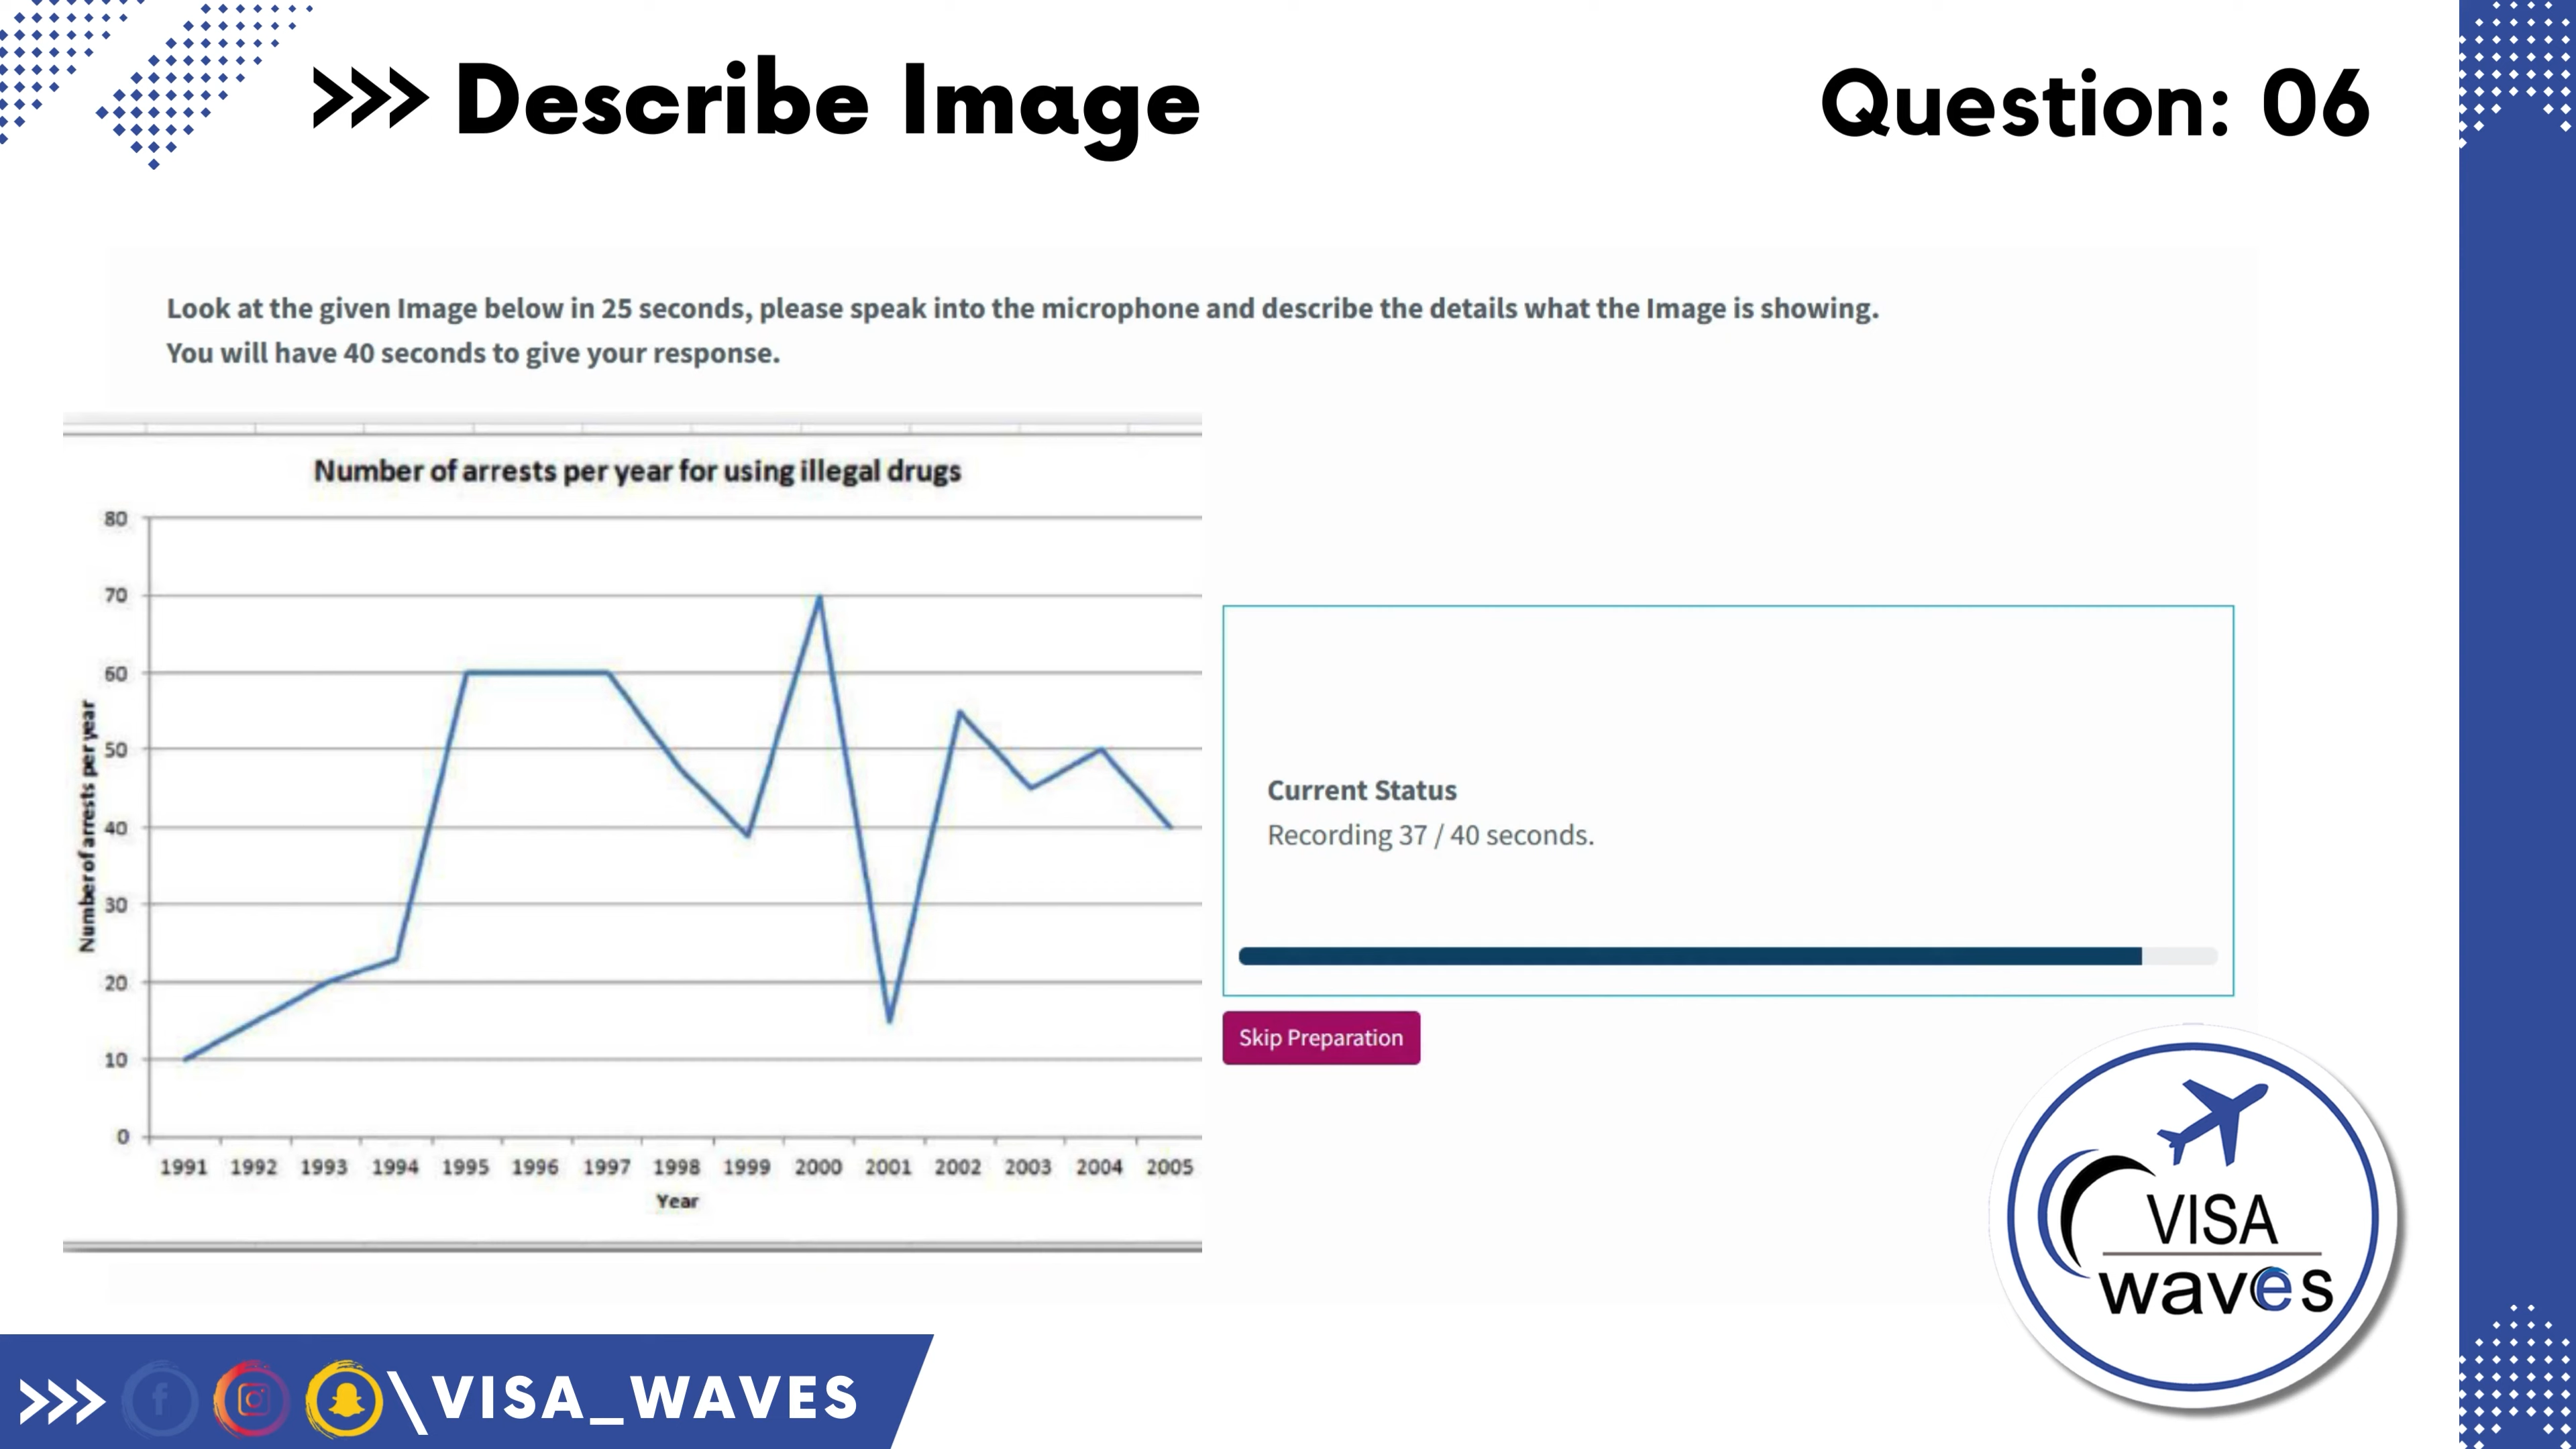 >>> Describe Image
Question: 06
Look at the given Image below in 25 seconds, please speak into the microphone and describe the details what the Image is showing.
You will have 40 seconds to give your response.
Number of arrests per year for using illegal drugs
Number of arrests per year
80
70
60
50
40
30
20
10
0
1991 1992 1993 1994 1995 1996 1997 1998 1999 2000 2001 2002 2003 2004 2005
Year
Current Status
Recording 37 / 40 seconds.
Skip Preparation
VISA
waves
>>> \VISA_WAVES